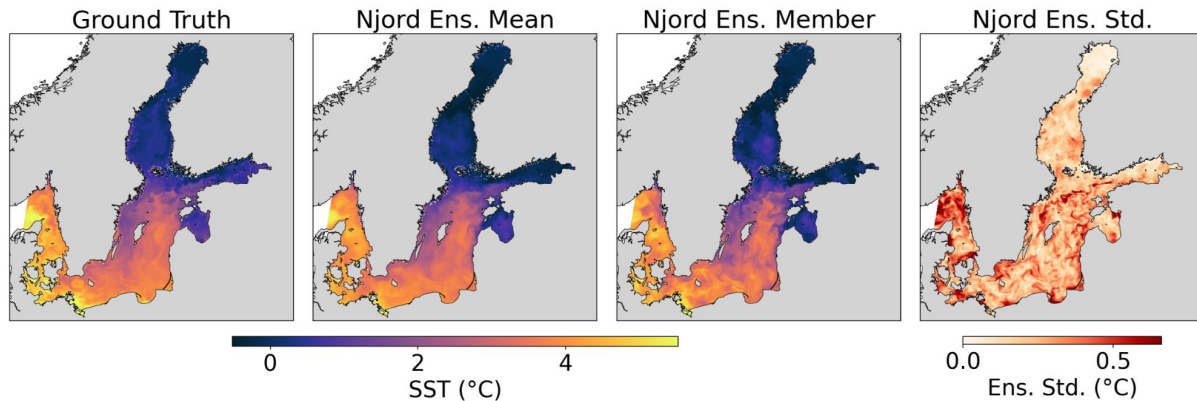 Ground Truth
Njord Ens. Mean
Njord Ens. Member
Njord Ens. Std.
0 2 4
SST (°C)
0.0 0.5
Ens. Std. (°C)